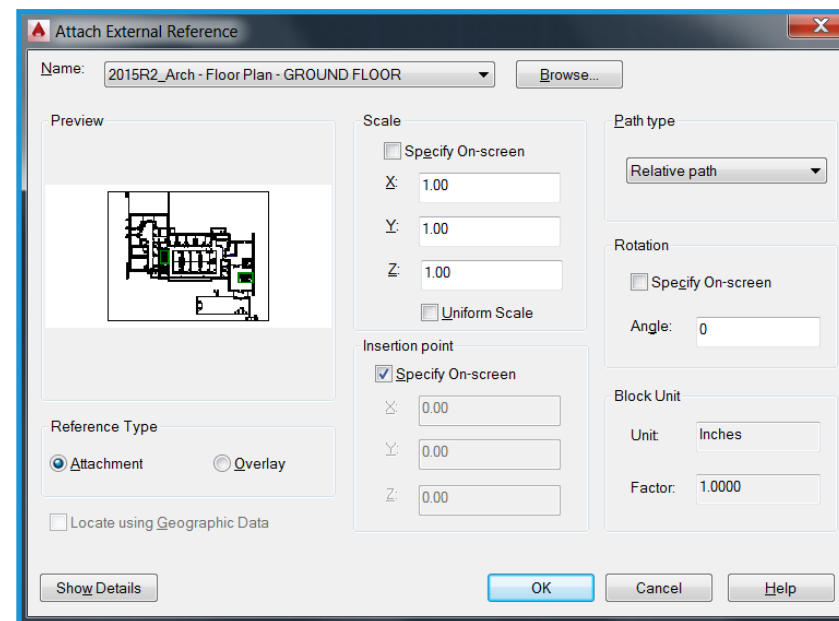 Attach External Reference
Name: 2015R2_Arch - Floor Plan - GROUND FLOOR Browse...
Preview
Scale
Specify On-screen
X: 1.00
Y: 1.00
Z: 1.00
Uniform Scale
Path type
Relative path
Rotation
Specify On-screen
Angle: 0
Insertion point
Specify On-screen
X: 0.00
Y: 0.00
Z: 0.00
Block Unit
Unit: Inches
Factor: 1.0000
Reference Type
Attachment Overlay
Locate using Geographic Data
Show Details OK Cancel Help